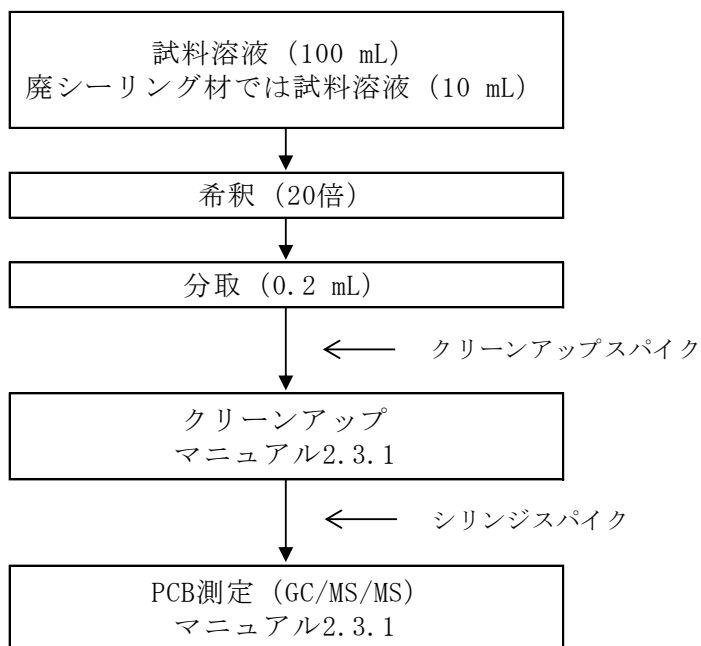 試料溶液 (100 mL)
廃シーリング材では試料溶液 (10 mL)
希釈 (20倍)
分取 (0.2 mL)
クリーンアップスパイク
クリーンアップ
マニュアル2.3.1
シリンジスパイク
PCB測定 (GC/MS/MS)
マニュアル2.3.1